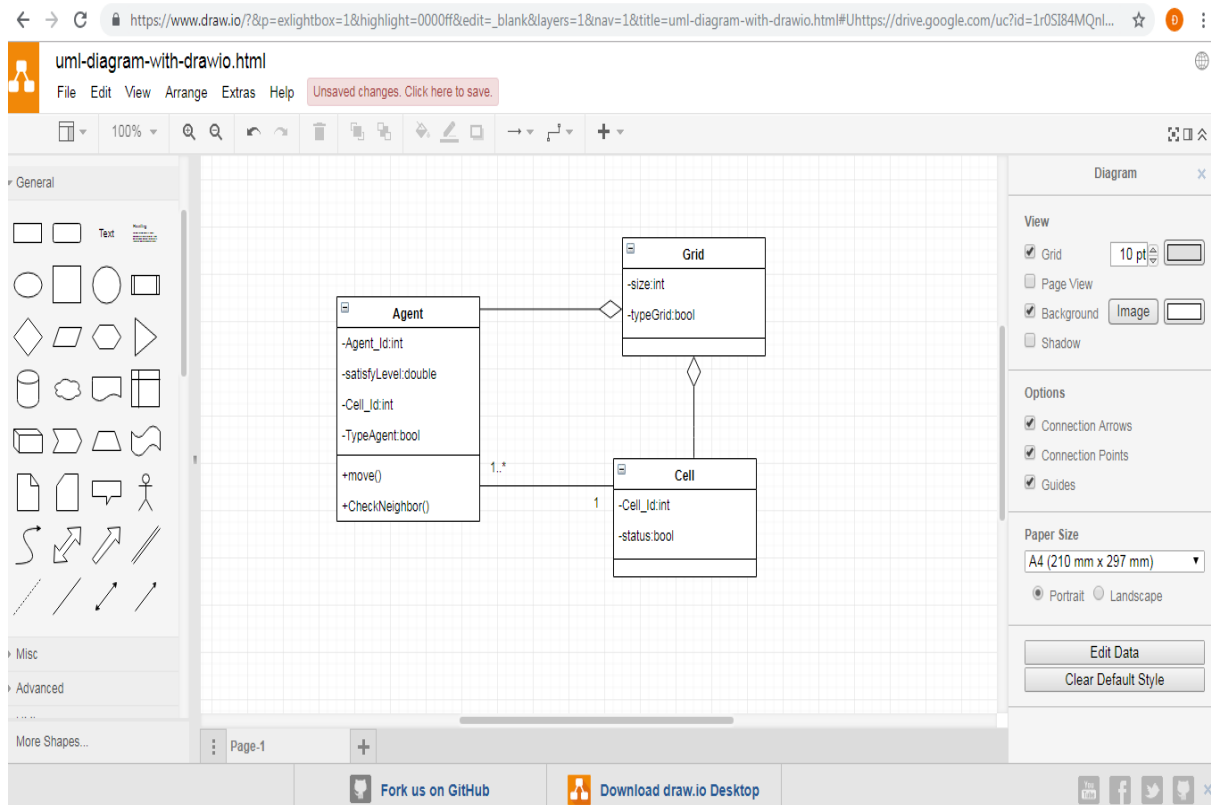 https://www.draw.io/?&p=exlightbox=1&highlight=0000ff&edit=_blank&layers=1&nav=1&title=uml-diagram-with-drawio.html#Uhttps://drive.google.com/uc?id=1r0SI84MQnl...
Đ
uml-diagram-with-drawio.html
File Edit View Arrange Extras Help Unsaved changes. Click here to save.
100%
General
Text
Heading
Misc
Advanced
More Shapes...
Grid
-size:int
-typeGrid:bool
Agent
-Agent_Id:int
-satisfyLevel:double
-Cell_Id:int
-TypeAgent:bool
+move()
+CheckNeighbor()
1..*
1
Cell
-Cell_Id:int
-status:bool
Diagram
View
Grid 10 pt
Page View
Background Image
Shadow
Options
Connection Arrows
Connection Points
Guides
Paper Size
A4 (210 mm x 297 mm)
Portrait Landscape
Edit Data
Clear Default Style
Page-1
Fork us on GitHub
Download draw.io Desktop
You Tube